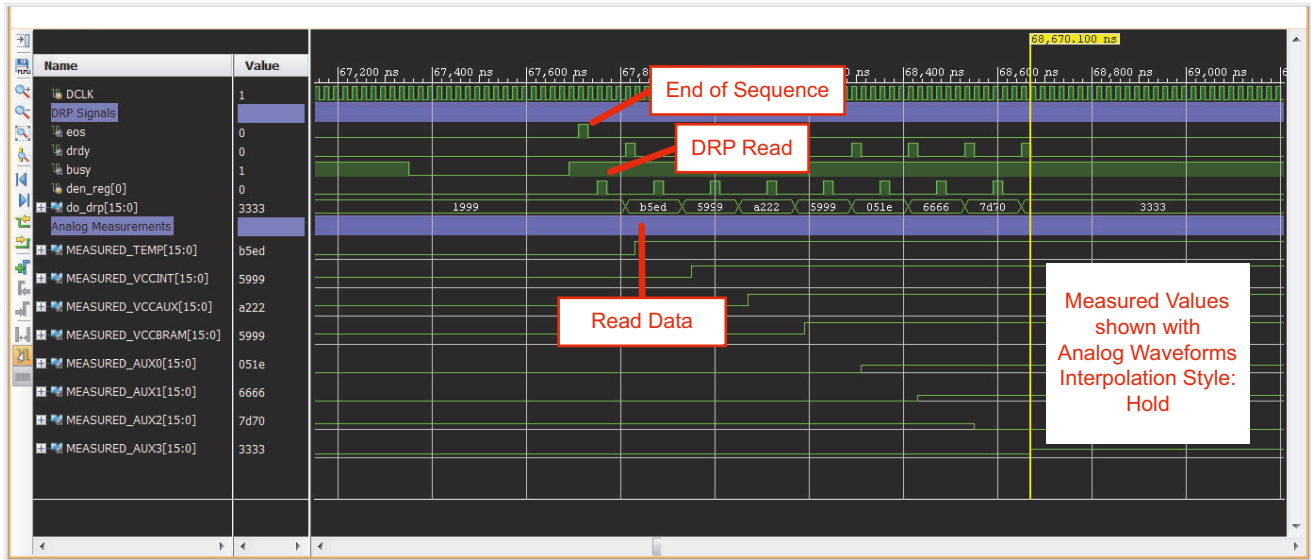 68,670.100 ns
Name Value
67,200 ns 67,400 ns 67,600 ns 67,8 0 ns 68,400 ns 68,600 ns 68,800 ns 69,000 ns 6
DCLK 1
End of Sequence
DRP Signals
eos 0
drdy 0
DRP Read
busy 1
den_reg[0] 0
do_drp[15:0] 3333 1999 b5ed 5999 a222 5999 051e 6666 7d70 3333
Analog Measurements
MEASURED_TEMP[15:0] b5ed
MEASURED_VCCINT[15:0] 5999
MEASURED_VCCAUX[15:0] a222
Read Data
MEASURED_VCCBRAM[15:0] 5999
MEASURED_AUX0[15:0] 051e
MEASURED_AUX1[15:0] 6666
MEASURED_AUX2[15:0] 7d70
MEASURED_AUX3[15:0] 3333
Measured Values
shown with
Analog Waveforms
Interpolation Style:
Hold